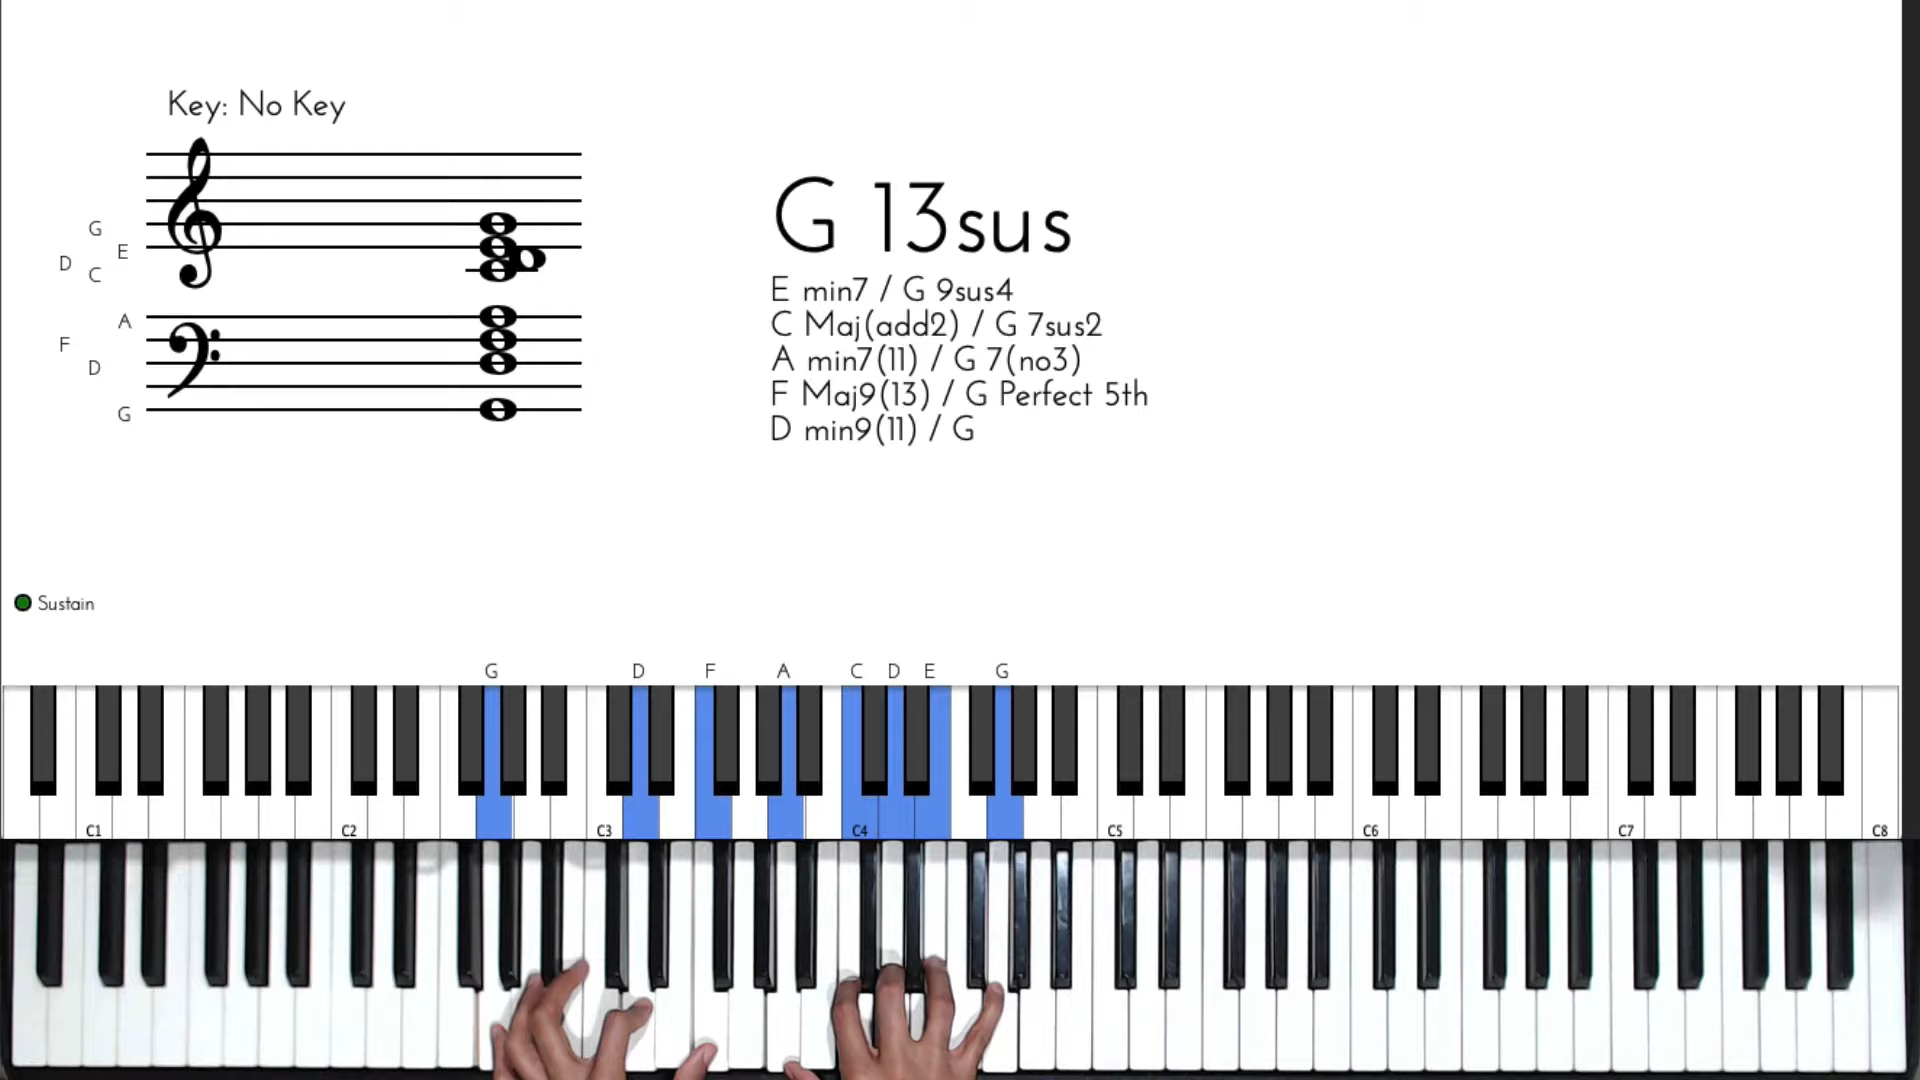 Key: No Key
G
E
D
C
A
F
D
G
G 13sus
E min7 / G 9sus4
C Maj(add2) / G 7sus2
A min7(11) / G 7(no3)
F Maj9(13) / G Perfect 5th
D min9(11) / G
Sustain
G D F A C D E G
C1 C2 C3 C4 C5 C6 C7 C8